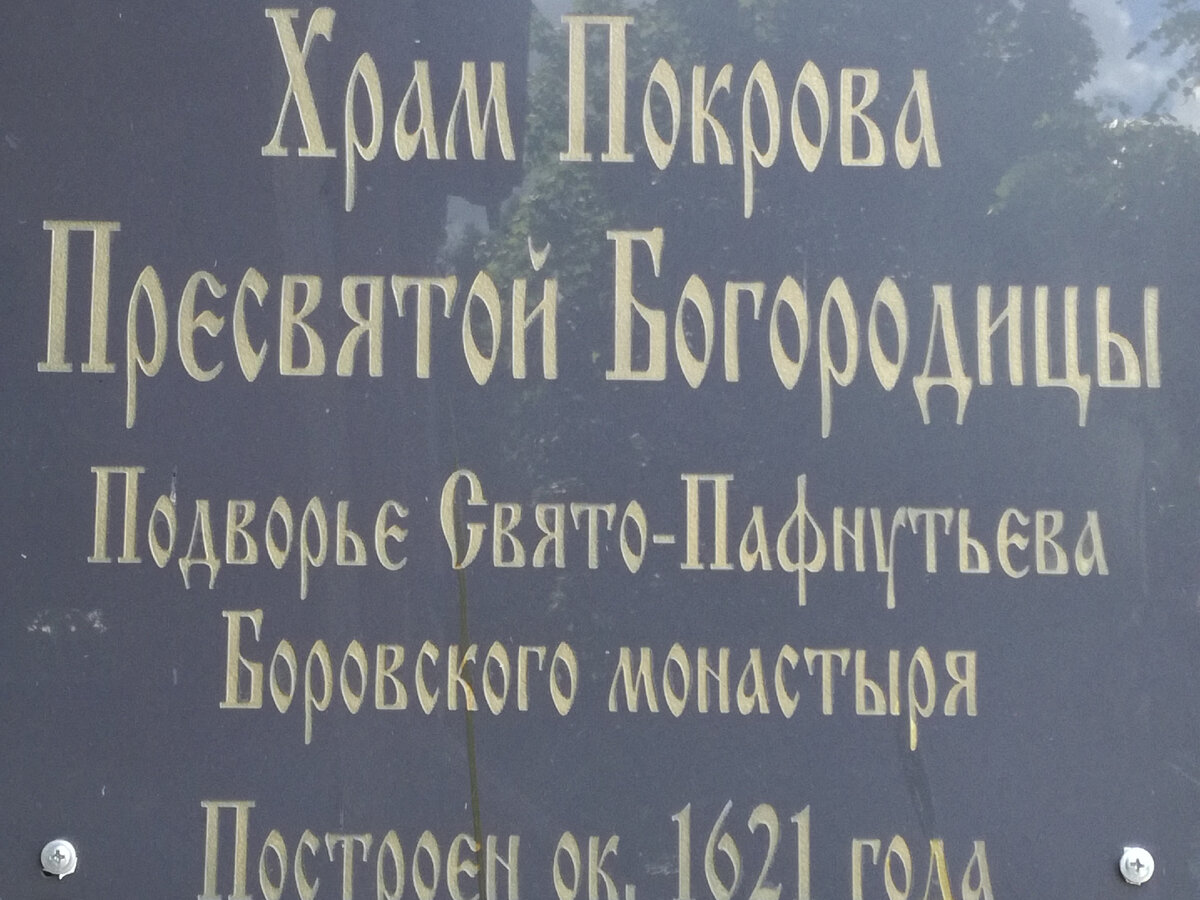 Храм Покрова
Пресвятой Богородицы
Подворье Свято-Пафнутьева
Боровского монастыря
Построен ок. 1621 года